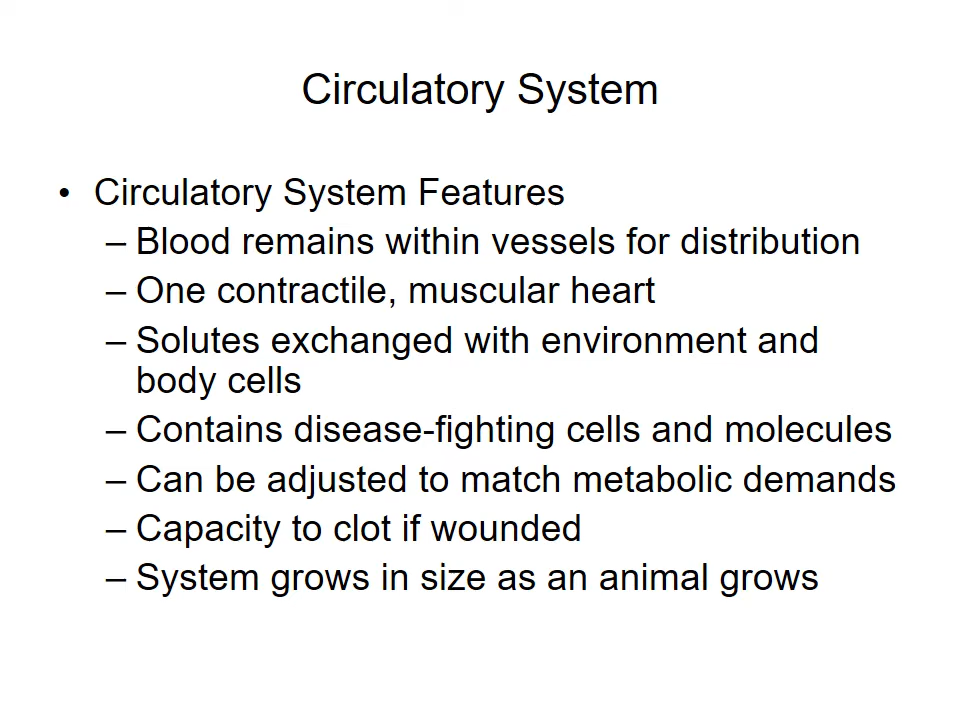 Circulatory System
• Circulatory System Features
– Blood remains within vessels for distribution
– One contractile, muscular heart
– Solutes exchanged with environment and
body cells
– Contains disease-fighting cells and molecules
– Can be adjusted to match metabolic demands
– Capacity to clot if wounded
– System grows in size as an animal grows